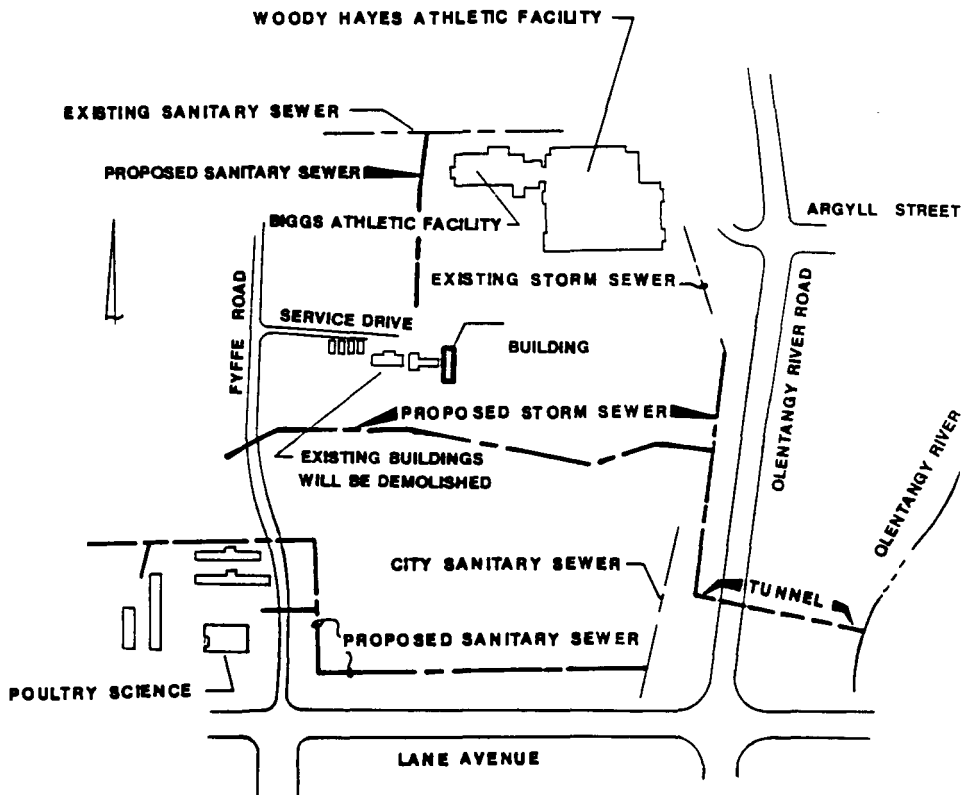 WOODY HAYES ATHLETIC FACILITY
EXISTING SANITARY SEWER
PROPOSED SANITARY SEWER
BIGGS ATHLETIC FACILITY
ARGYLL STREET
EXISTING STORM SEWER
FYFFE ROAD
SERVICE DRIVE
BUILDING
OLENTANGY RIVER ROAD
PROPOSED STORM SEWER
EXISTING BUILDINGS
WILL BE DEMOLISHED
OLENTANGY RIVER
CITY SANITARY SEWER
TUNNEL
PROPOSED SANITARY SEWER
POULTRY SCIENCE
LANE AVENUE